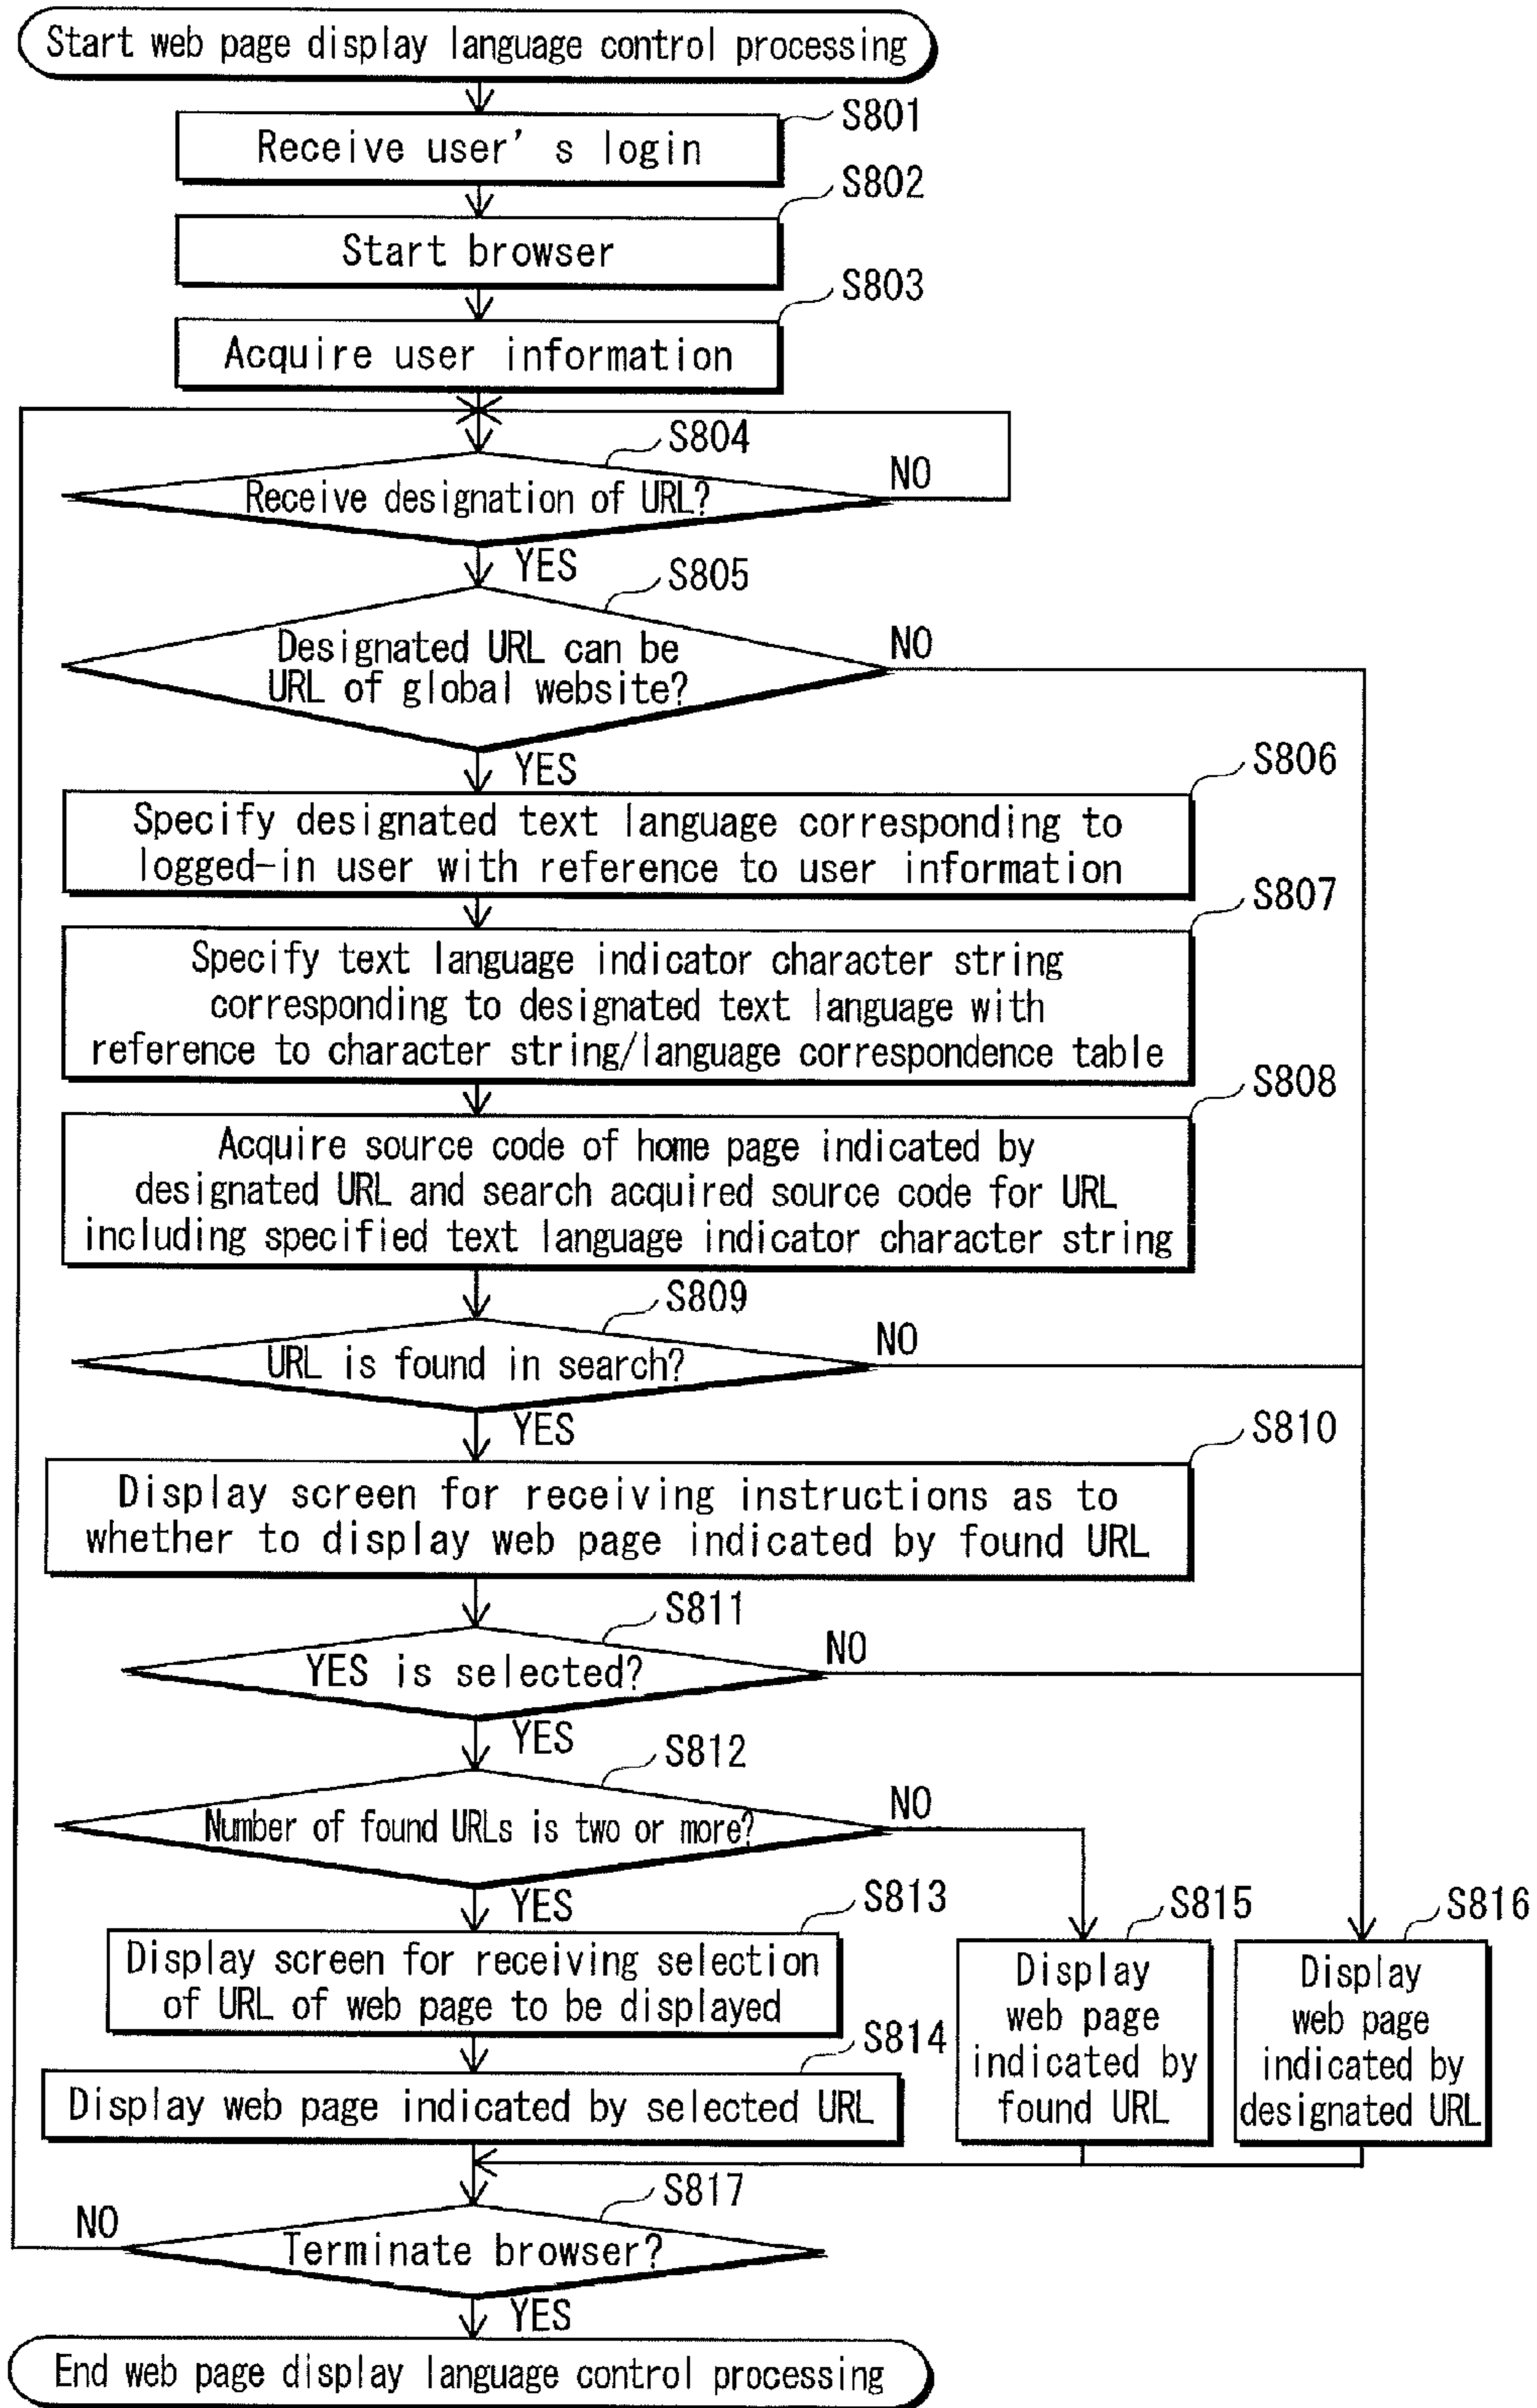 Start web page display language control processing
S801
Receive user's login
S802
Start browser
S803
Acquire user information
S804
Receive designation of URL?
NO
YES
S805
Designated URL can be
URL of global website?
NO
YES
S806
Specify designated text language corresponding to
logged-in user with reference to user information
S807
Specify text language indicator character string
corresponding to designated text language with
reference to character string/language correspondence table
S808
Acquire source code of home page indicated by
designated URL and search acquired source code for URL
including specified text language indicator character string
S809
URL is found in search?
NO
YES
S810
Display screen for receiving instructions as to
whether to display web page indicated by found URL
S811
YES is selected?
NO
YES
S812
Number of found URLs is two or more?
NO
YES
S813
Display screen for receiving selection
of URL of web page to be displayed
S814
Display web page indicated by selected URL
S815
Display
web page
indicated by
found URL
S816
Display
web page
indicated by
designated URL
S817
Terminate browser?
NO
YES
End web page display language control processing